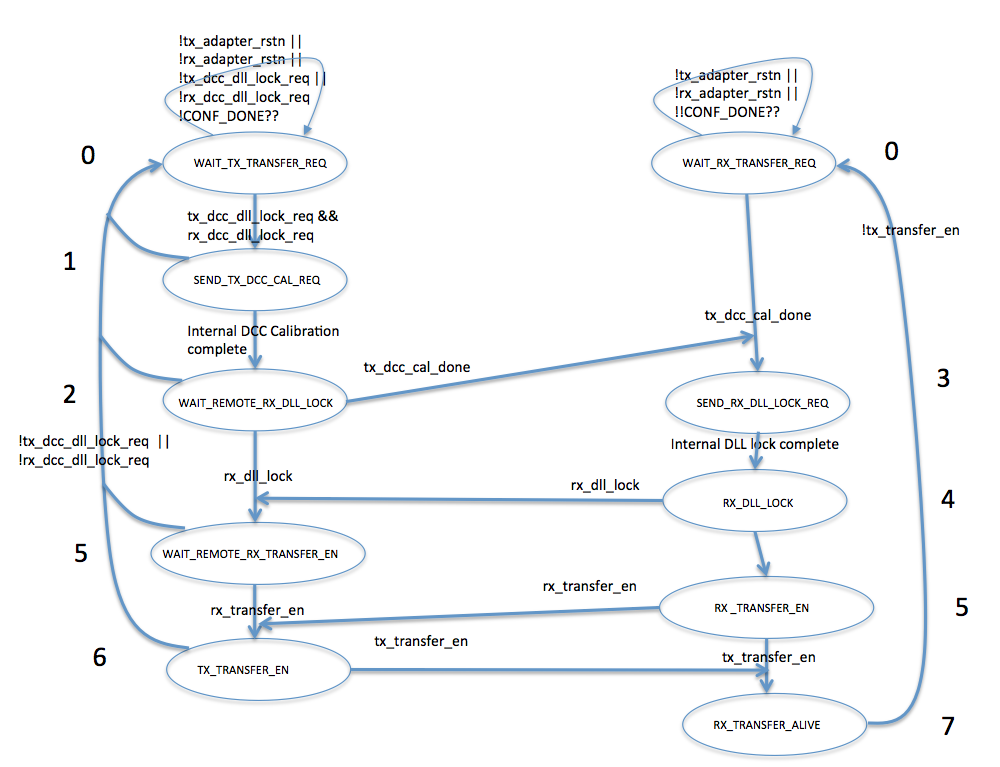 !tx_adapter_rstn ||
!rx_adapter_rstn ||
!tx_dcc_dll_lock_req ||
!rx_dcc_dll_lock_req
!CONF_DONE??
!tx_adapter_rstn ||
!rx_adapter_rstn ||
!!CONF_DONE??
0
WAIT_TX_TRANSFER_REQ
WAIT_RX_TRANSFER_REQ
0
tx_dcc_dll_lock_req &&
rx_dcc_dll_lock_req
!tx_transfer_en
1
SEND_TX_DCC_CAL_REQ
Internal DCC Calibration
complete
tx_dcc_cal_done
tx_dcc_cal_done
2
WAIT_REMOTE_RX_DLL_LOCK
SEND_RX_DLL_LOCK_REQ
3
!tx_dcc_dll_lock_req ||
!rx_dcc_dll_lock_req
Internal DLL lock complete
rx_dll_lock
rx_dll_lock
RX_DLL_LOCK
4
5
WAIT_REMOTE_RX_TRANSFER_EN
rx_transfer_en
rx_transfer_en
RX _TRANSFER_EN
5
tx_transfer_en
tx_transfer_en
6
TX_TRANSFER_EN
RX_TRANSFER_ALIVE
7